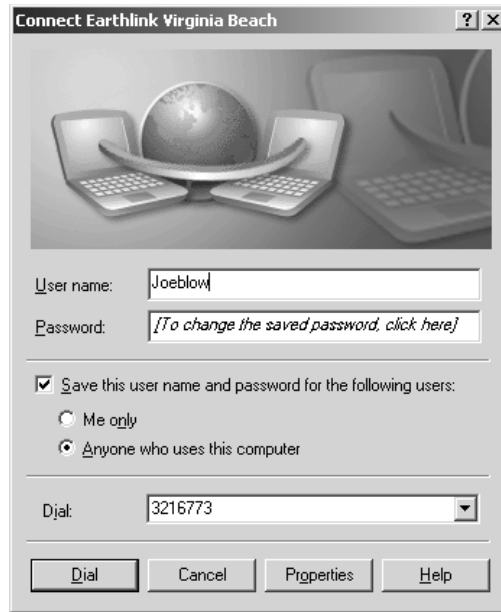 Connect Earthlink Virginia Beach
User name: Joeblow
Password: [To change the saved password, click here]
Save this user name and password for the following users:
Me only
Anyone who uses this computer
Dial: 3216773
Dial Cancel Properties Help